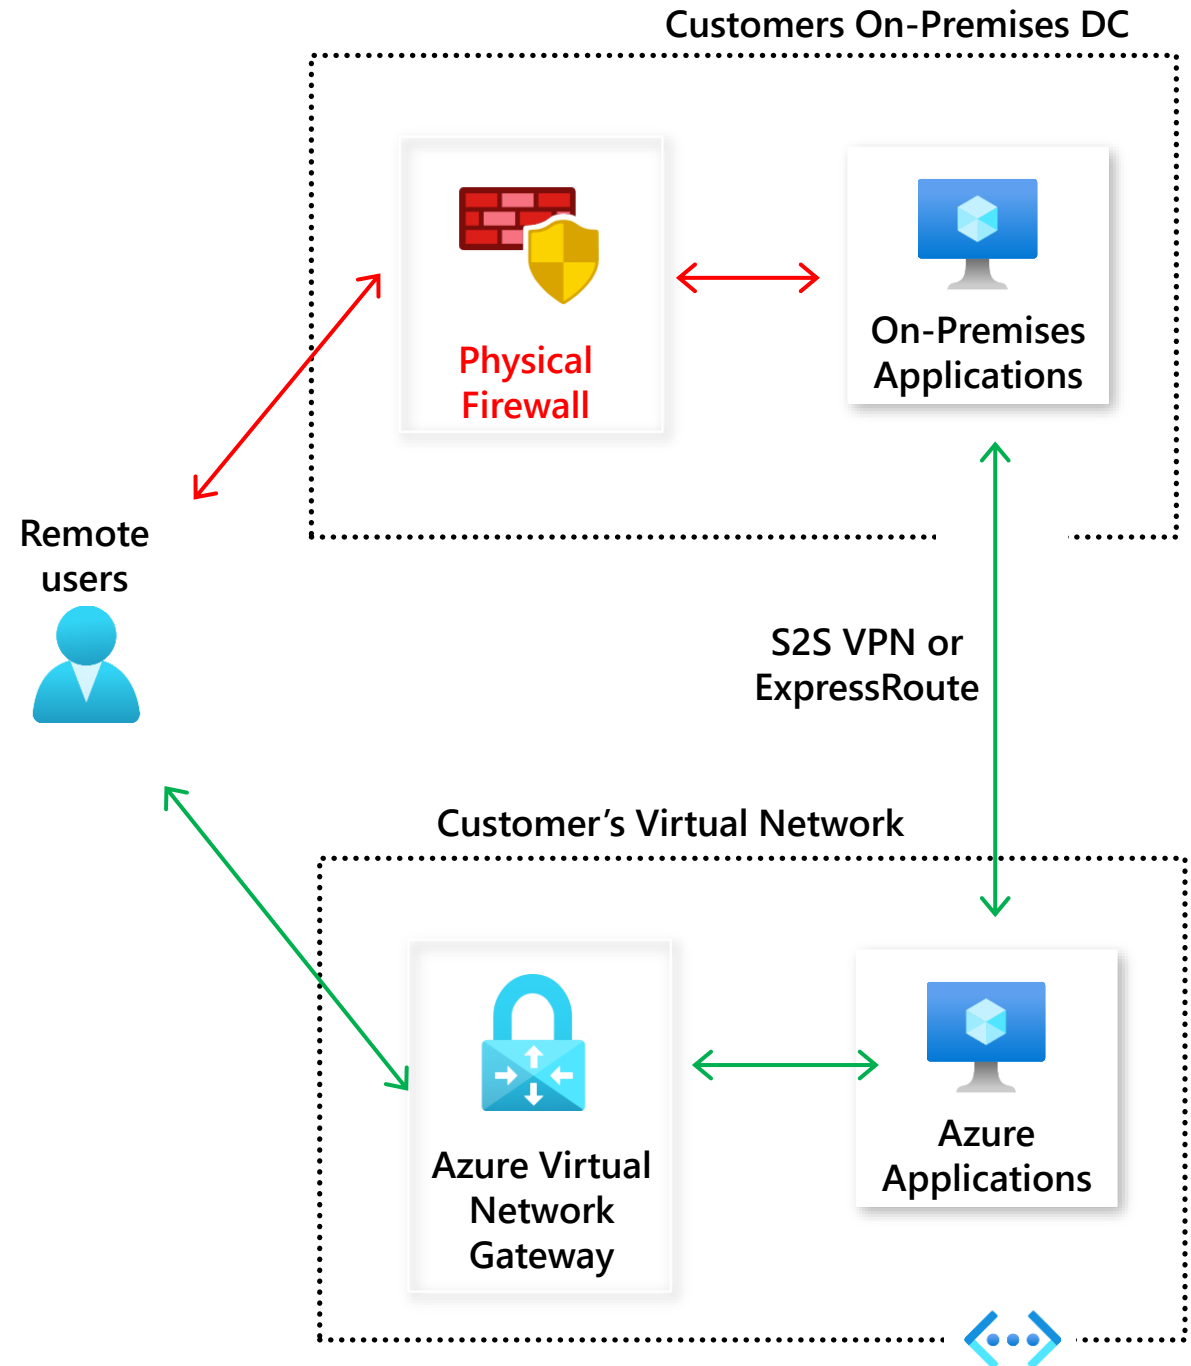 Customers On-Premises DC
Physical
Firewall
On-Premises
Applications
Remote
users
S2S VPN or
ExpressRoute
Customer’s Virtual Network
Azure Virtual
Network
Gateway
Azure
Applications